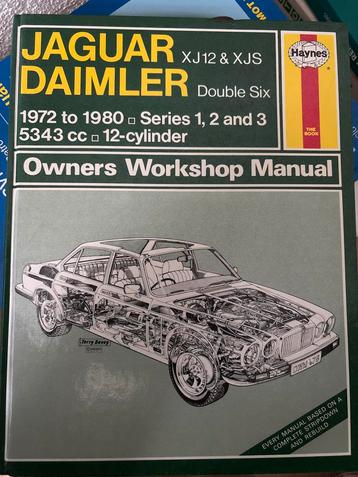 JAGUAR XJ12 & XJS
DAIMLER Double Six
1972 to 1980 □ Series 1, 2 and 3
5343 cc □ 12-cylinder
Haynes
THE
BOOK
Owners Workshop Manual
Terry Davey
EVERY MANUAL BASED ON A
COMPLETE STRIPDOWN
AND REBUILD